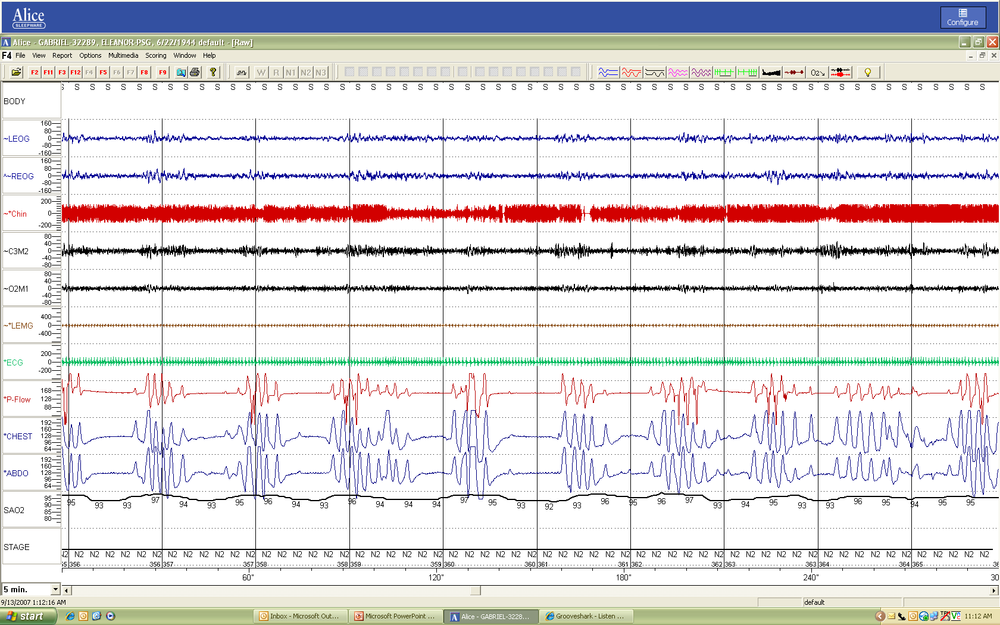 Alice
SLEEPWARE
Configure
Alice - GABRIEL-32289, ELEANOR-PSG, 6/22/1944 default - [Raw]
F4 File View Report Options Multimedia Scoring Window Help
F2 F11 F3 F12 F4 F5 F6 F7 F8 F9 ? W R N1 N2 N3 O2
S S S S S S S S S S S S S S S S S S S S S S S S S S S S S S S S S S S S S S S S S S S S S S S S S S S S S S S S S S S
BODY
160
80
~LEOG 0
-80
-160
160
80
^~REOG 0
-80
-160
200
~*Chin 0
-200
80
40
~C3M2 0
-40
-80
80
40
~O2M1 0
-40
-80
400
~*LEMG 0
-400
200
*ECG 0
-200
168
*P-Flow 128
88
192
160
*CHEST 128
96
64
192
160
*ABDO 128
96
64
95
90
SAO2 85
80
95 93 93 97 94 93 95 96 94 93 96 94 94 94 97 95 93 92 93 96 95 96 97 93 94 95 93 93 96 95 94 95 95
STAGE
N2 N2 N2 N2 N2 N2 N2 N2 N2 N2 N2 N2 N2 N2 N2 N2 N2 N2 N2 N2 N2 N2 N2 N2 N2 N2 N2 N2 N2 N2 N2 N2 N2 N2 N2 N2 N2 N2 N2 N2 N2 N2 N2 N2 N2 N2 N2 N2 N2 N2 N2 N2 N2 N2 N2 N2 N2 N2 N2 N2
356 356 357 357 358 358 359 359 360 360 361 361 362 362 363 363 364 364 365
60" 120" 180" 240" 30
5 min.
9/13/2007 1:12:16 AM
default
start
Inbox - Microsoft Out...
Microsoft PowerPoint ...
Alice - GABRIEL-3228...
Grooveshark - Listen ...
11:12 AM